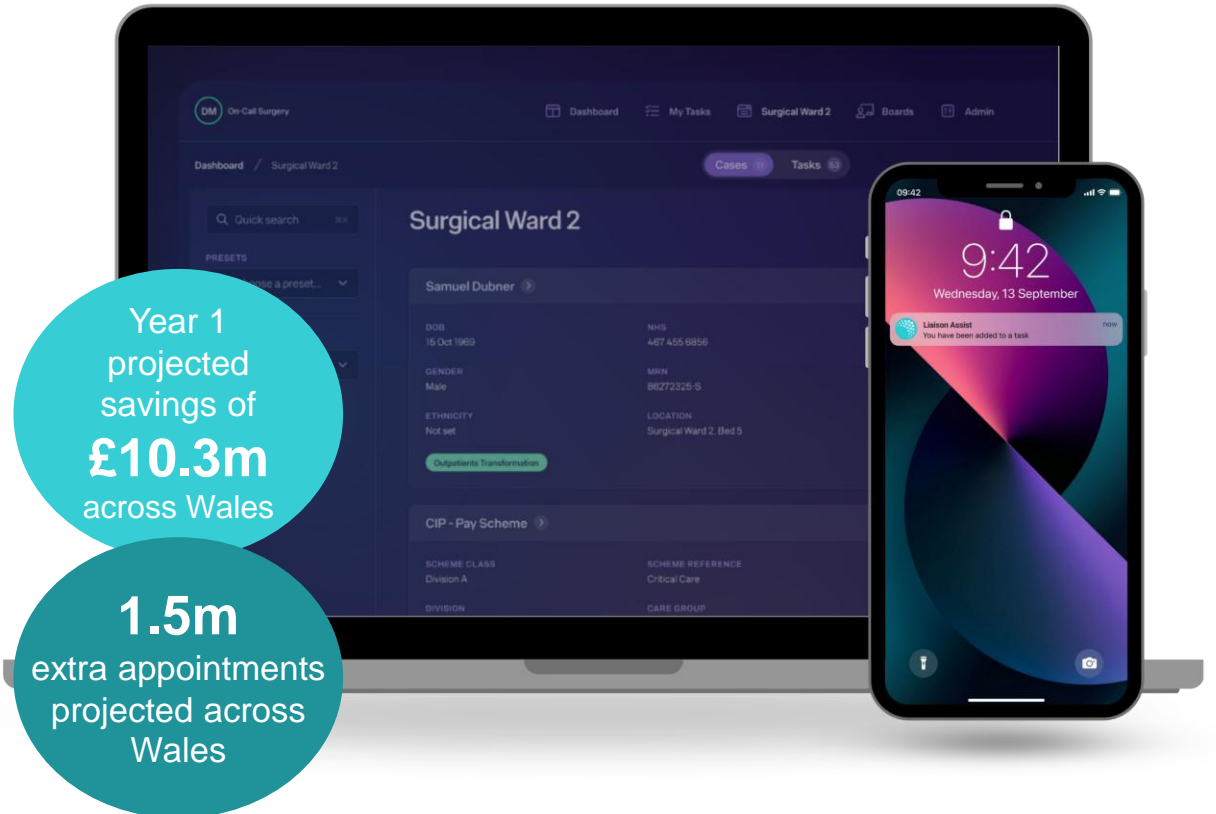 DM On-Call Surgery
Dashboard My Tasks Surgical Ward 2 Boards Admin
Dashboard / Surgical Ward 2
Cases 11 Tasks 53
Quick search
PRESETS
a preset...
Surgical Ward 2
Samuel Dubner
DOB NHS
15 Oct 1969 467 455 6856
GENDER MRN
Male 86272325-S
ETHNICITY LOCATION
Not set Surgical Ward 2, Bed 5
Outpatients Transformation
CIP - Pay Scheme
SCHEME CLASS SCHEME REFERENCE
Division A Critical Care
DIVISION CARE GROUP
09:42
9:42
Wednesday, 13 September
Liaison Assist now
You have been added to a task
Year 1
projected
savings of
£10.3m
across Wales
1.5m
extra appointments
projected across
Wales